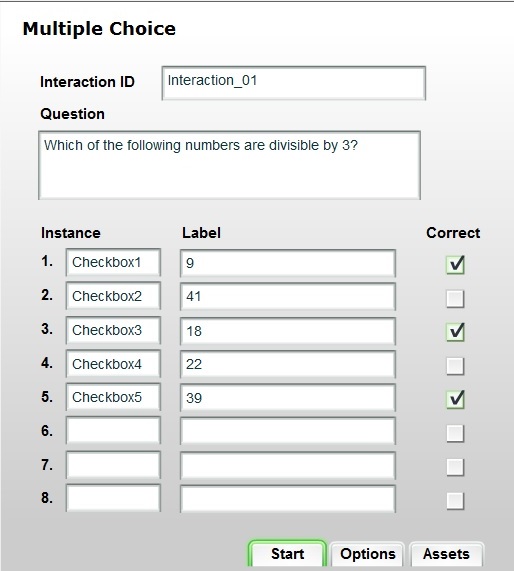 Multiple Choice
Interaction ID Interaction_01
Question
Which of the following numbers are divisible by 3?
Instance Label Correct
1. Checkbox1 9
2. Checkbox2 41
3. Checkbox3 18
4. Checkbox4 22
5. Checkbox5 39
6.
7.
8.
Start Options Assets